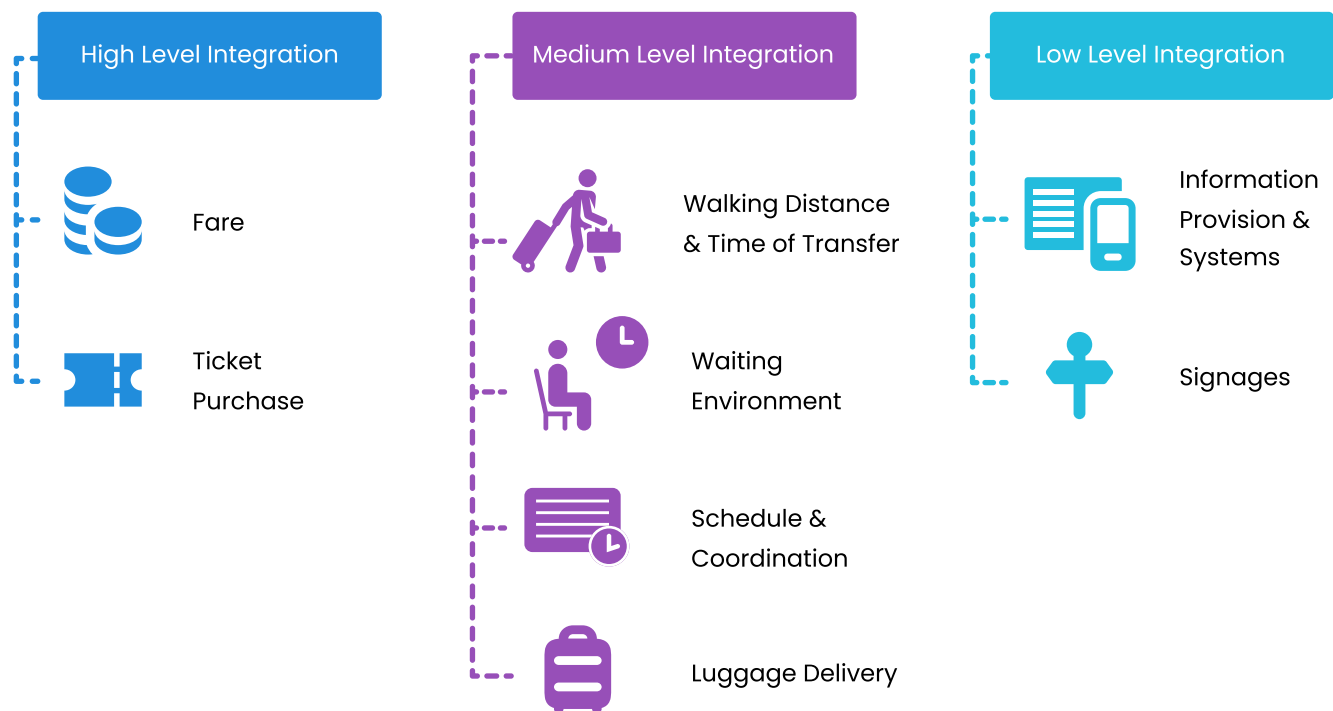 High Level Integration
Fare
Ticket
Purchase
Medium Level Integration
Walking Distance
& Time of Transfer
Waiting
Environment
Schedule &
Coordination
Luggage Delivery
Low Level Integration
Information
Provision &
Systems
Signages